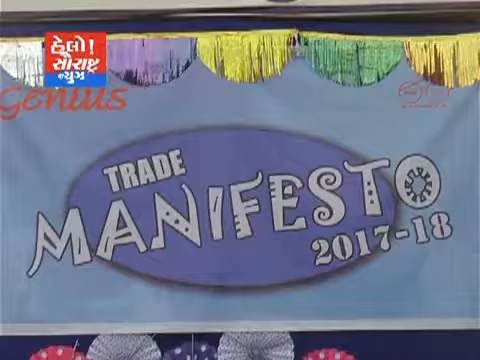 હેલો!
સૌરાષ્ટ્ર
ન્યુઝ
Genius
TRADE
MANIFESTO
2017-18